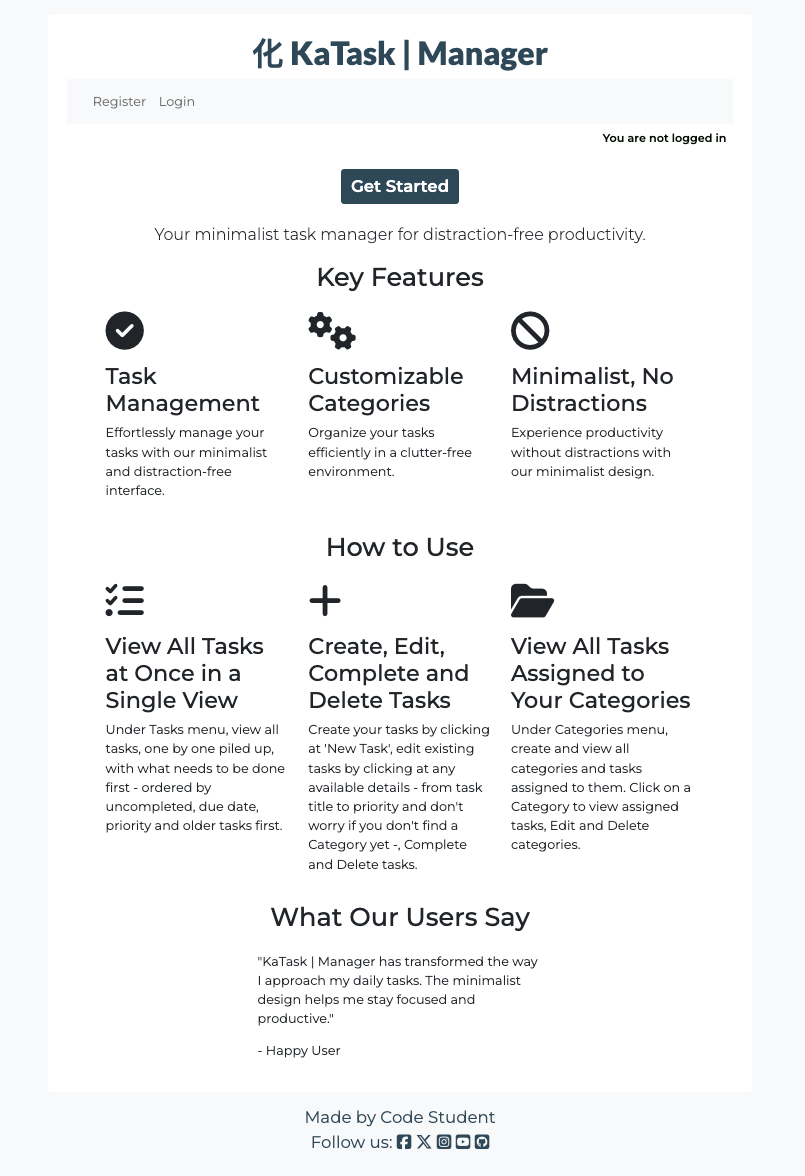 化 KaTask | Manager
Register Login
You are not logged in
Get Started
Your minimalist task manager for distraction-free productivity.
Key Features
Task
Management
Effortlessly manage your
tasks with our minimalist
and distraction-free
interface.
Customizable
Categories
Organize your tasks
efficiently in a clutter-free
environment.
Minimalist, No
Distractions
Experience productivity
without distractions with
our minimalist design.
How to Use
View All Tasks
at Once in a
Single View
Under Tasks menu, view all
tasks, one by one piled up,
with what needs to be done
first - ordered by
uncompleted, due date,
priority and older tasks first.
Create, Edit,
Complete and
Delete Tasks
Create your tasks by clicking
at 'New Task', edit existing
tasks by clicking at any
available details - from task
title to priority and don't
worry if you don't find a
Category yet -, Complete
and Delete tasks.
View All Tasks
Assigned to
Your Categories
Under Categories menu,
create and view all
categories and tasks
assigned to them. Click on a
Category to view assigned
tasks, Edit and Delete
categories.
What Our Users Say
"KaTask | Manager has transformed the way
I approach my daily tasks. The minimalist
design helps me stay focused and
productive."
- Happy User
Made by Code Student
Follow us: